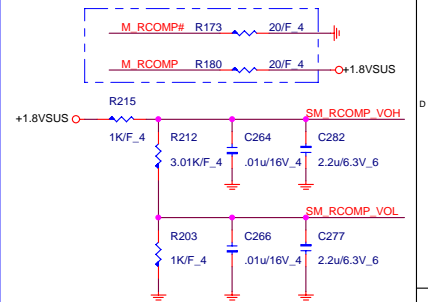 M_RCOMP# R173 20/F_4
M_RCOMP R180 20/F_4
+1.8VSUS
R215
+1.8VSUS
1K/F_4
SM_RCOMP_VOH
R212 C264 C282
3.01K/F_4 .01u/16V_4 2.2u/6.3V_6
SM_RCOMP_VOL
R203 C266 C277
1K/F_4 .01u/16V_4 2.2u/6.3V_6
D